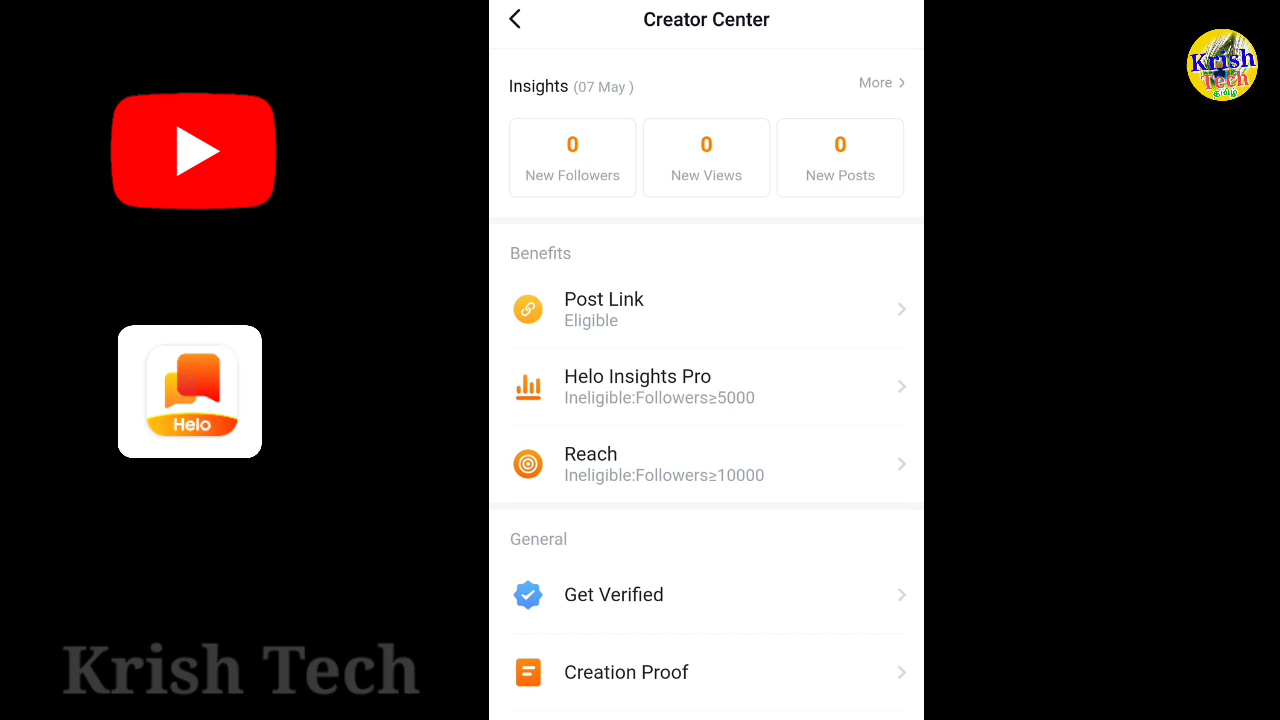 Creator Center
Insights (07 May )
More
0
0
0
New Followers
New Views
New Posts
Benefits
Post Link
Eligible
Helo Insights Pro
Ineligible:Followers≥5000
Reach
Ineligible:Followers≥10000
General
Get Verified
Creation Proof
Helo
Krish Tech
Krish
Tech
தமிழ்